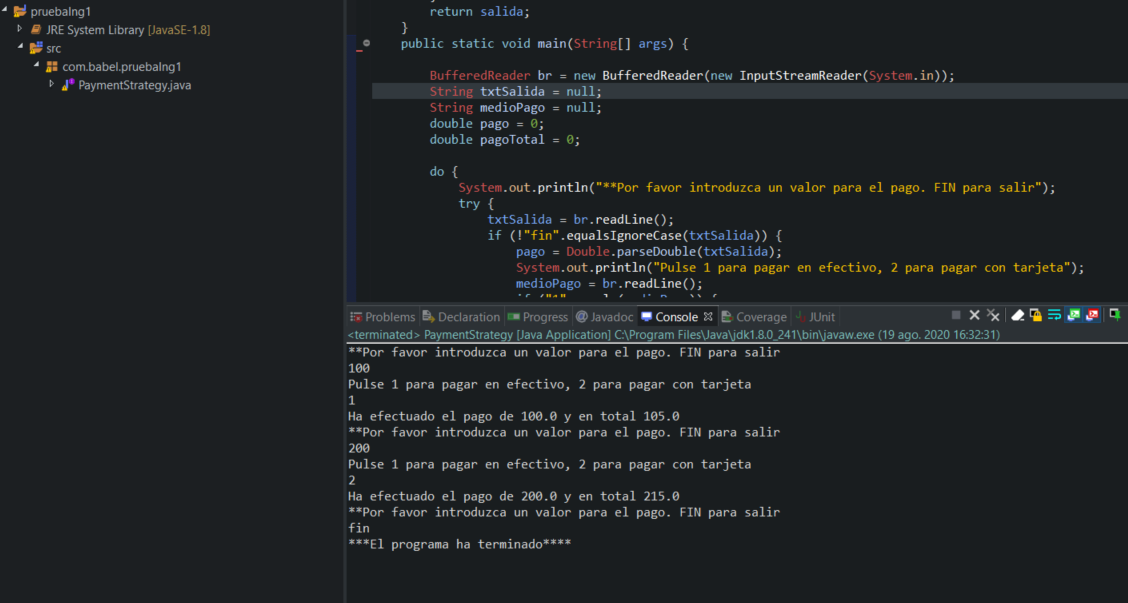 pruebaIng1
JRE System Library [JavaSE-1.8]
src
com.babel.pruebaIng1
PaymentStrategy.java
return salida;
}
public static void main(String[] args) {
BufferedReader br = new BufferedReader(new InputStreamReader(System.in));
String txtSalida = null;
String medioPago = null;
double pago = 0;
double pagoTotal = 0;
do {
System.out.println("**Por favor introduzca un valor para el pago. FIN para salir");
try {
txtSalida = br.readLine();
if (!"fin".equalsIgnoreCase(txtSalida)) {
pago = Double.parseDouble(txtSalida);
System.out.println("Pulse 1 para pagar en efectivo, 2 para pagar con tarjeta");
medioPago = br.readLine();
Problems Declaration Progress Javadoc Console Coverage JUnit
<terminated> PaymentStrategy [Java Application] C:\Program Files\Java\jdk1.8.0_241\bin\javaw.exe (19 ago. 2020 16:32:31)
**Por favor introduzca un valor para el pago. FIN para salir
100
Pulse 1 para pagar en efectivo, 2 para pagar con tarjeta
1
Ha efectuado el pago de 100.0 y en total 105.0
**Por favor introduzca un valor para el pago. FIN para salir
200
Pulse 1 para pagar en efectivo, 2 para pagar con tarjeta
2
Ha efectuado el pago de 200.0 y en total 215.0
**Por favor introduzca un valor para el pago. FIN para salir
fin
***El programa ha terminado****